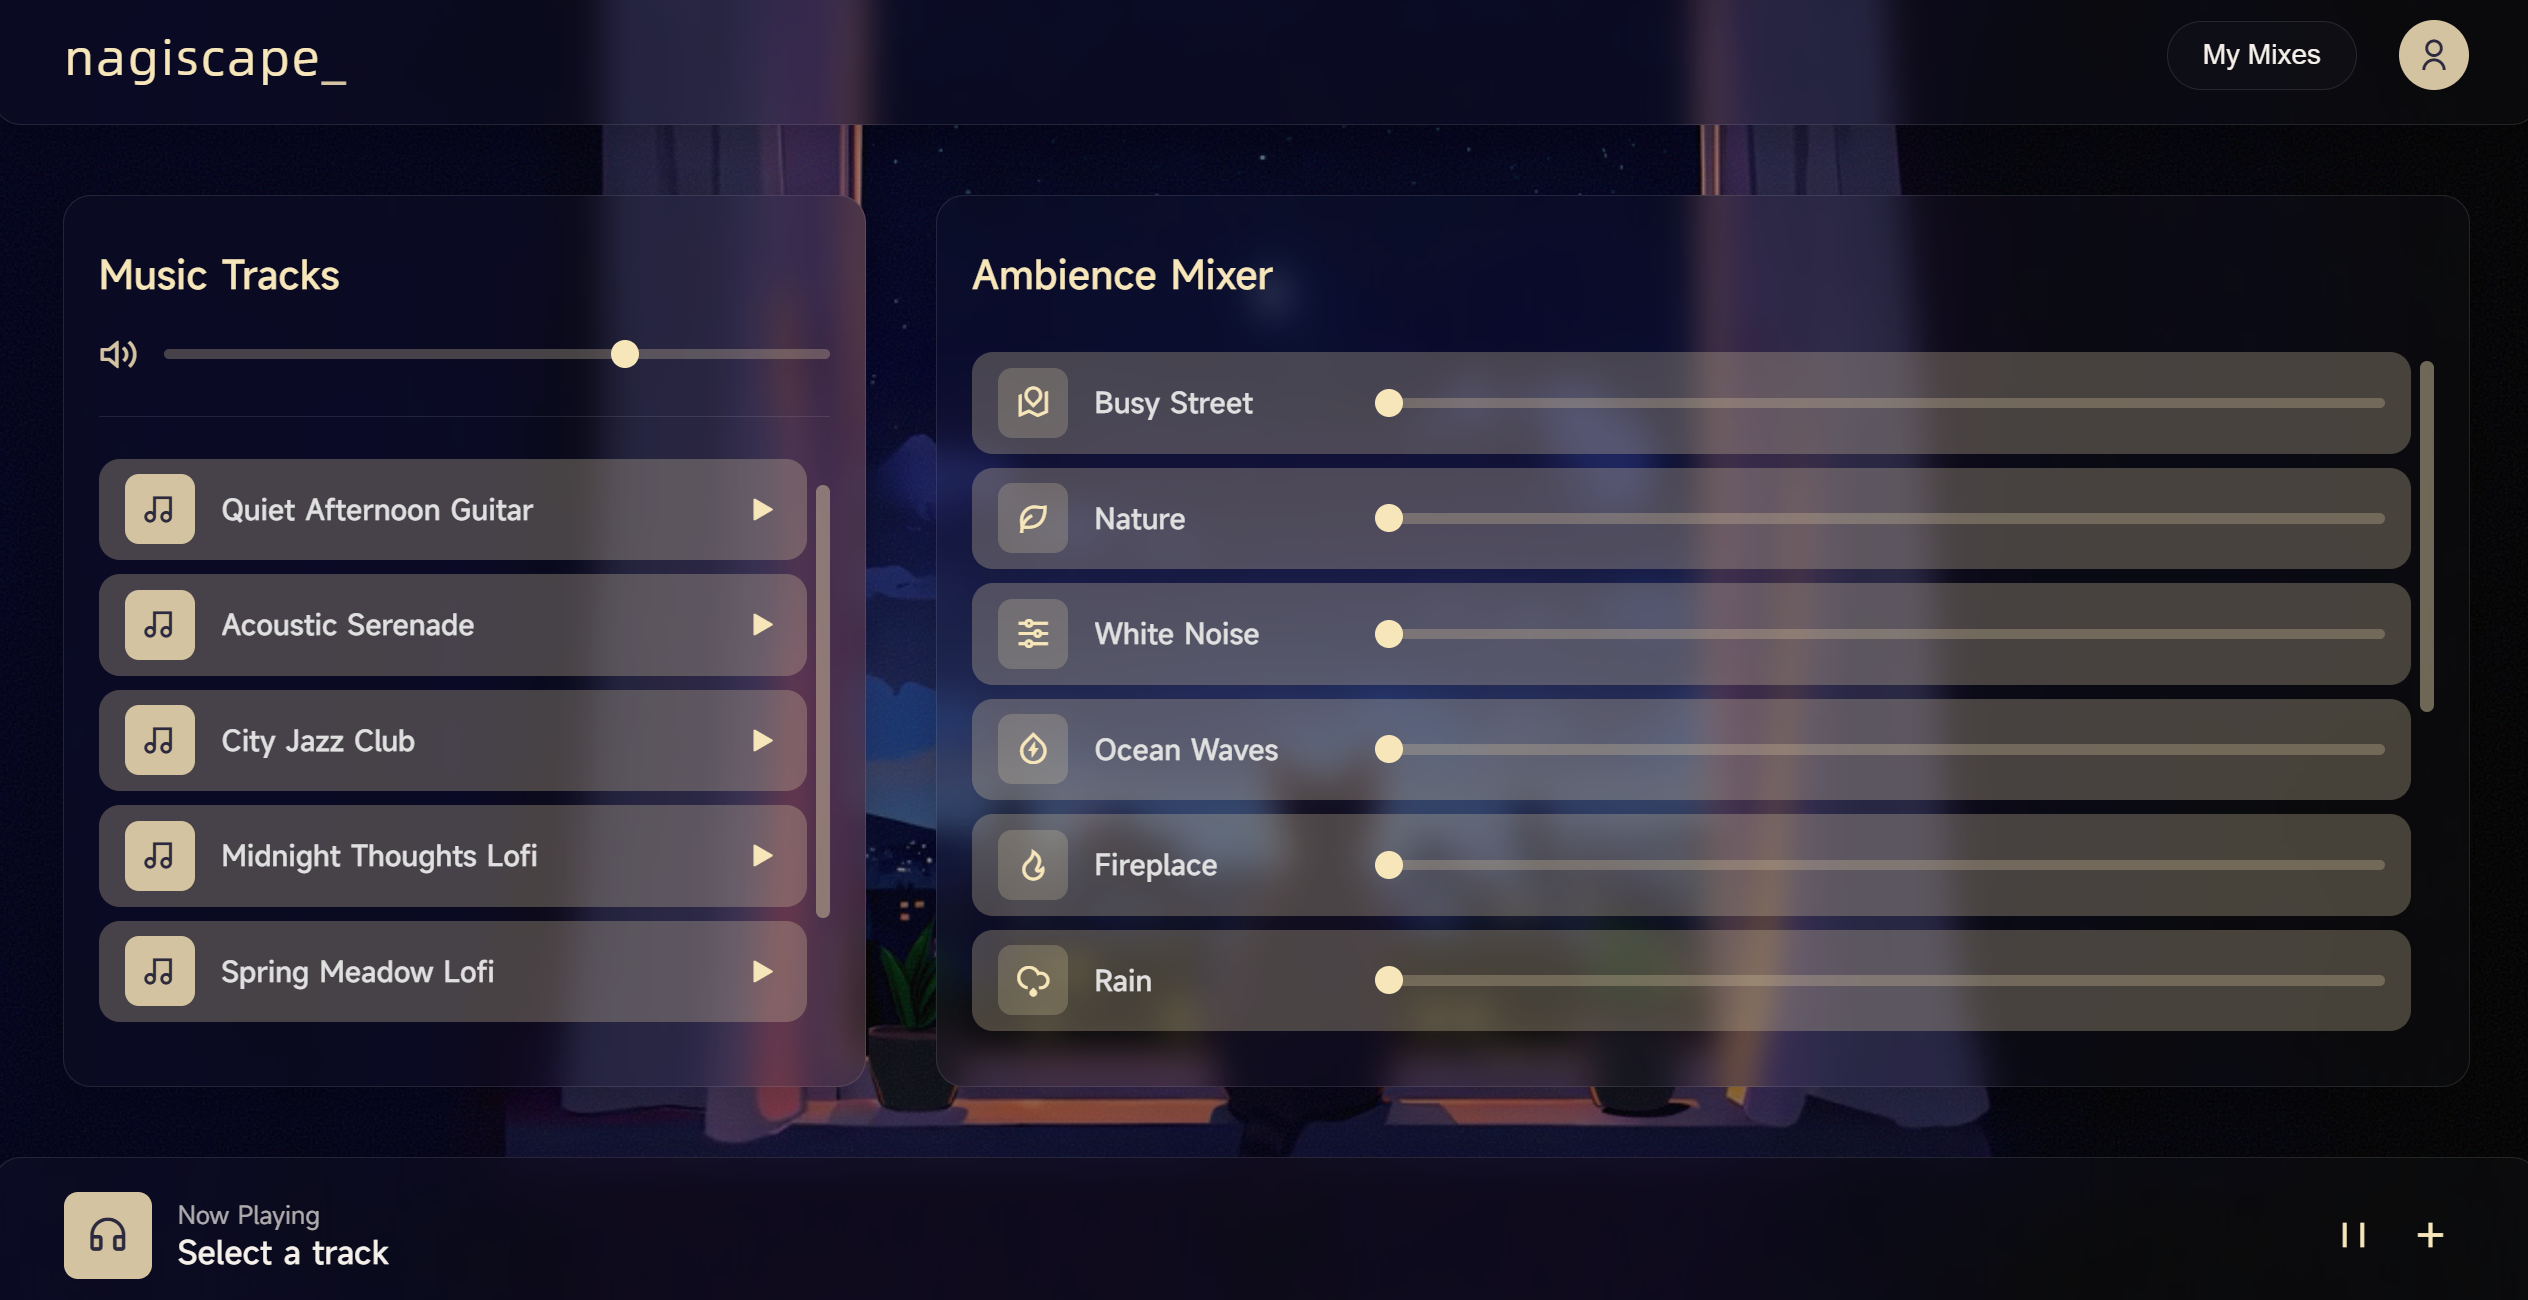 nagiscape_
My Mixes
Music Tracks
Quiet Afternoon Guitar
Acoustic Serenade
City Jazz Club
Midnight Thoughts Lofi
Spring Meadow Lofi
Ambience Mixer
Busy Street
Nature
White Noise
Ocean Waves
Fireplace
Rain
Now Playing
Select a track